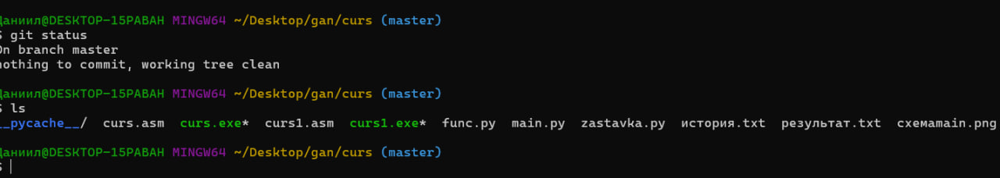 Даниил@DESKTOP-15PABAH MINGW64 ~/Desktop/gan/curs (master)
$ git status
On branch master
nothing to commit, working tree clean
Даниил@DESKTOP-15PABAH MINGW64 ~/Desktop/gan/curs (master)
$ ls
__pycache__/ curs.asm curs.exe* curs1.asm curs1.exe* func.py main.py zastavka.py история.txt результат.txt схемаmain.png
Даниил@DESKTOP-15PABAH MINGW64 ~/Desktop/gan/curs (master)
$